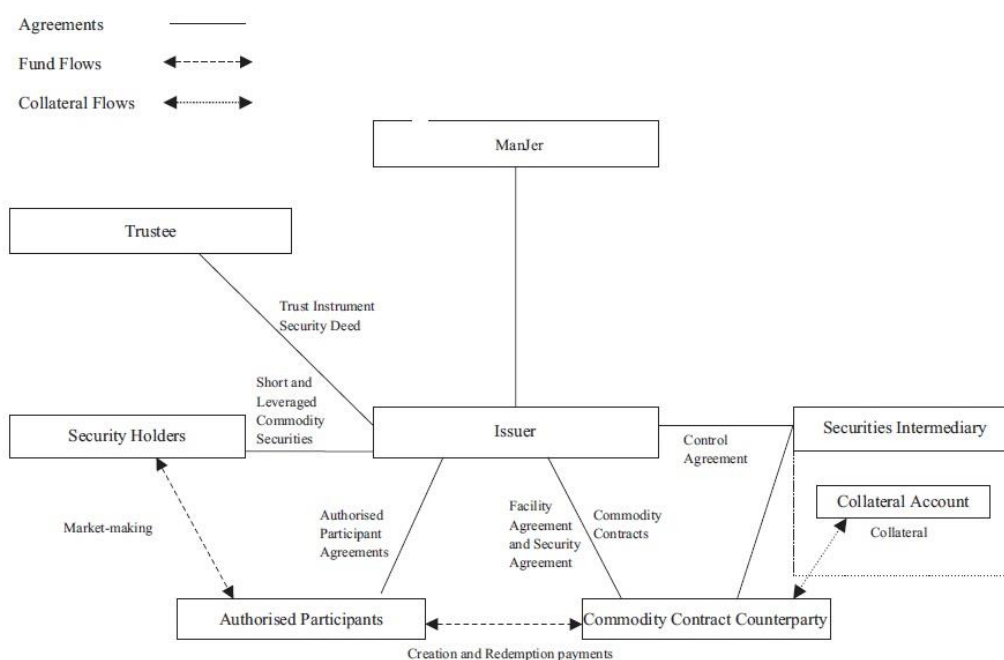 Agreements
Fund Flows
Collateral Flows
ManJer
Trustee
Trust Instrument
Security Deed
Short and
Leveraged
Commodity
Securities
Security Holders
Issuer
Securities Intermediary
Control
Agreement
Collateral Account
Collateral
Market-making
Authorised
Participant
Agreements
Facility
Agreement
and Security
Agreement
Commodity
Contracts
Authorised Participants
Commodity Contract Counterparty
Creation and Redemption payments